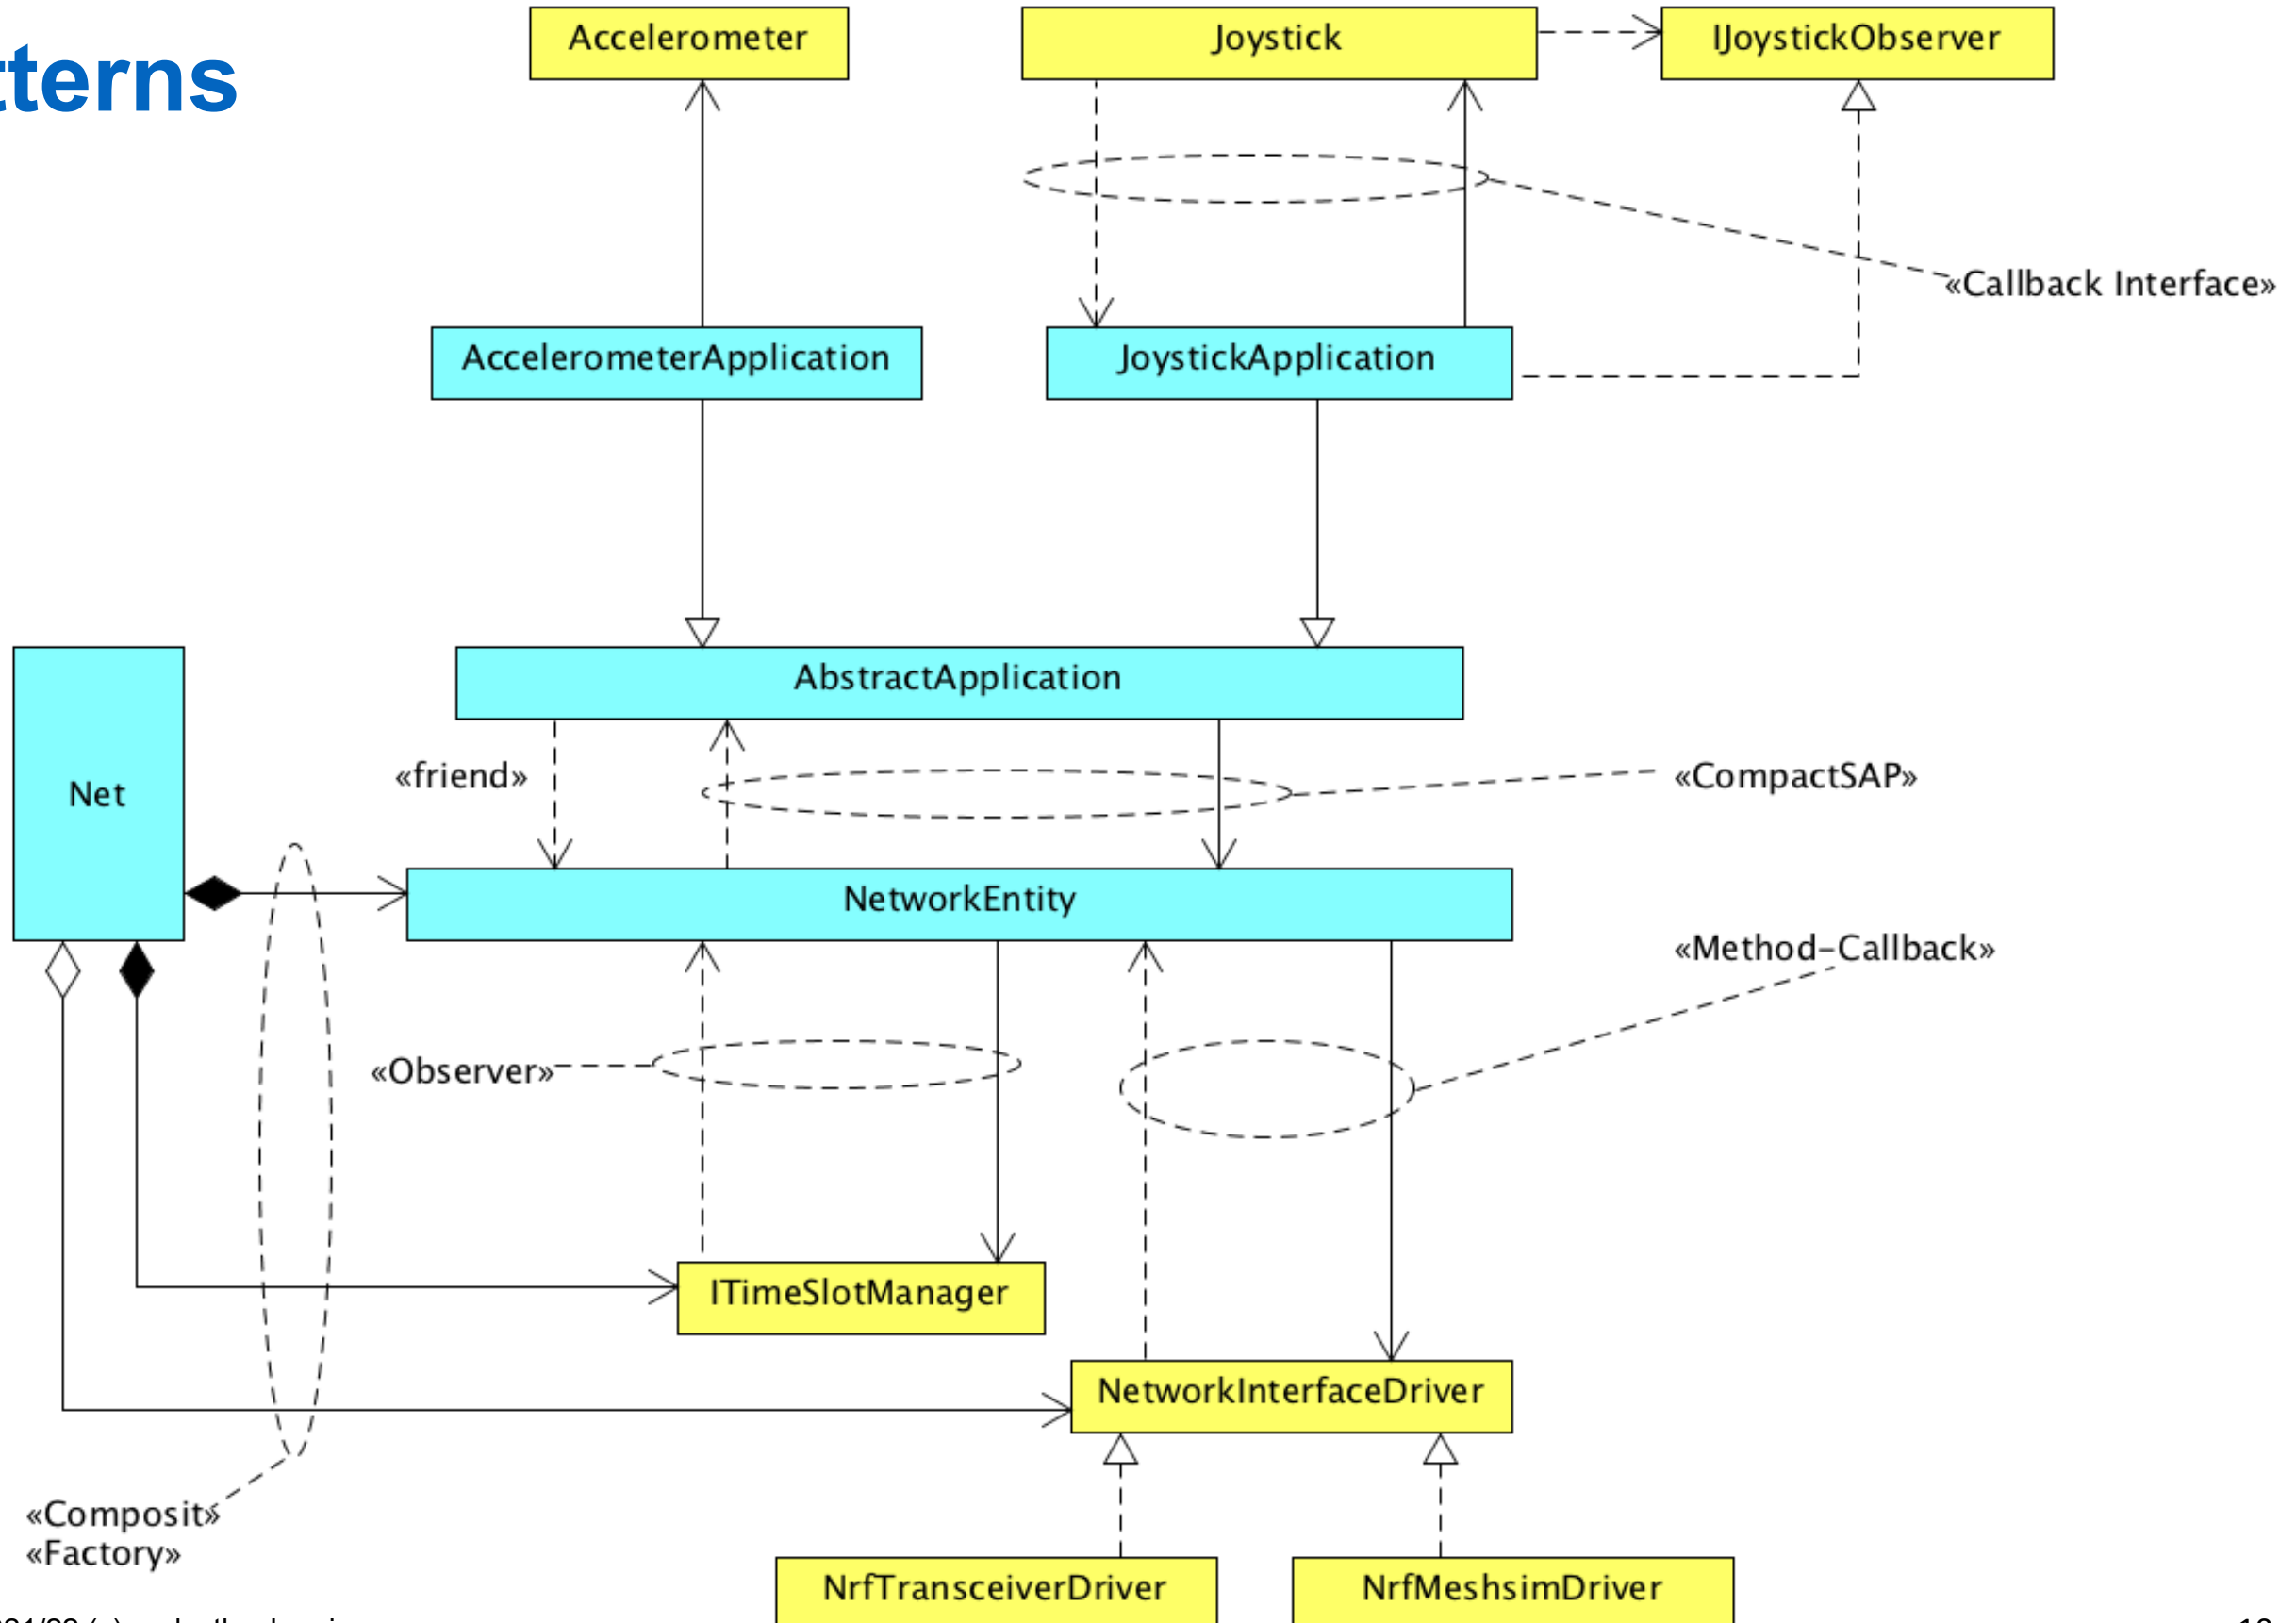 tterns
Accelerometer
Joystick
IJoystickObserver
«Callback Interface»
AccelerometerApplication
JoystickApplication
AbstractApplication
«friend»
«CompactSAP»
Net
NetworkEntity
«Method-Callback»
«Observer»
ITimeSlotManager
NetworkInterfaceDriver
«Composit»
«Factory»
NrfTransceiverDriver
NrfMeshsimDriver